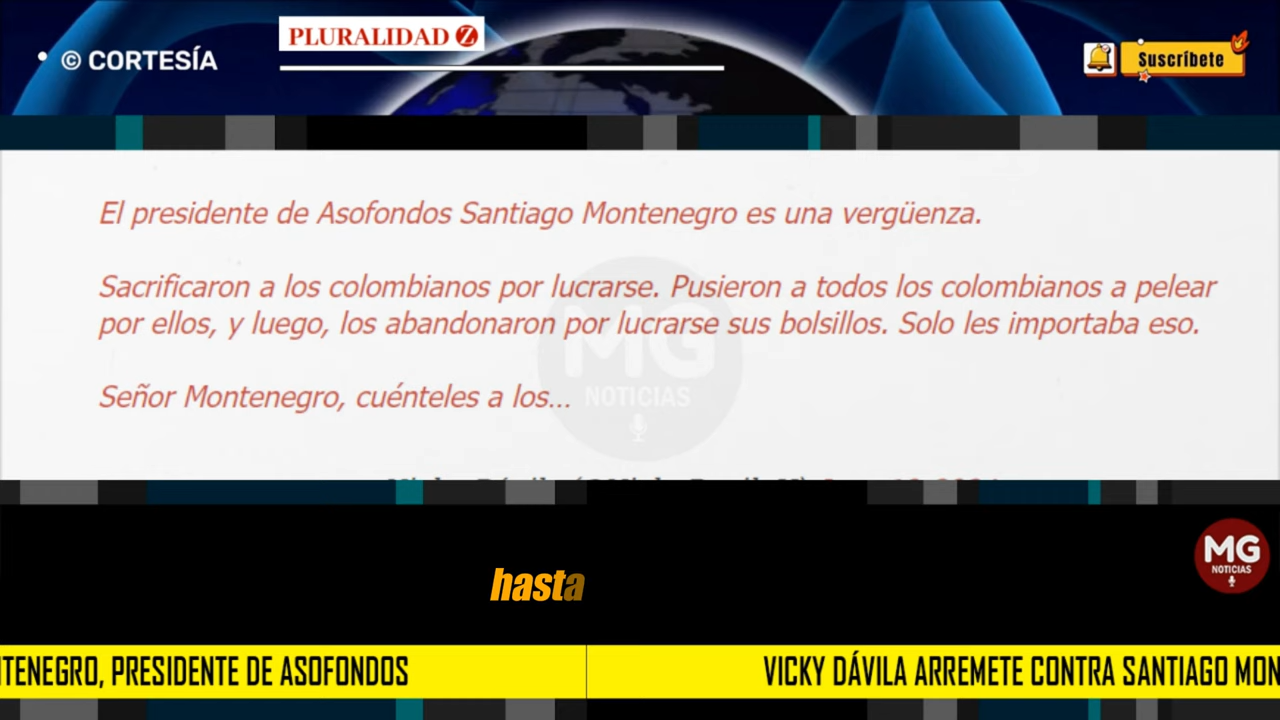 © CORTESÍA
PLURALIDAD Z
Suscríbete
El presidente de Asofondos Santiago Montenegro es una vergüenza.
Sacrificaron a los colombianos por lucrarse. Pusieron a todos los colombianos a pelear
por ellos, y luego, los abandonaron por lucrarse sus bolsillos. Solo les importaba eso.
Señor Montenegro, cuénteles a los…
MG
NOTICIAS
hasta
MG
NOTICIAS
NTENEGRO, PRESIDENTE DE ASOFONDOS
VICKY DÁVILA ARREMETE CONTRA SANTIAGO MON